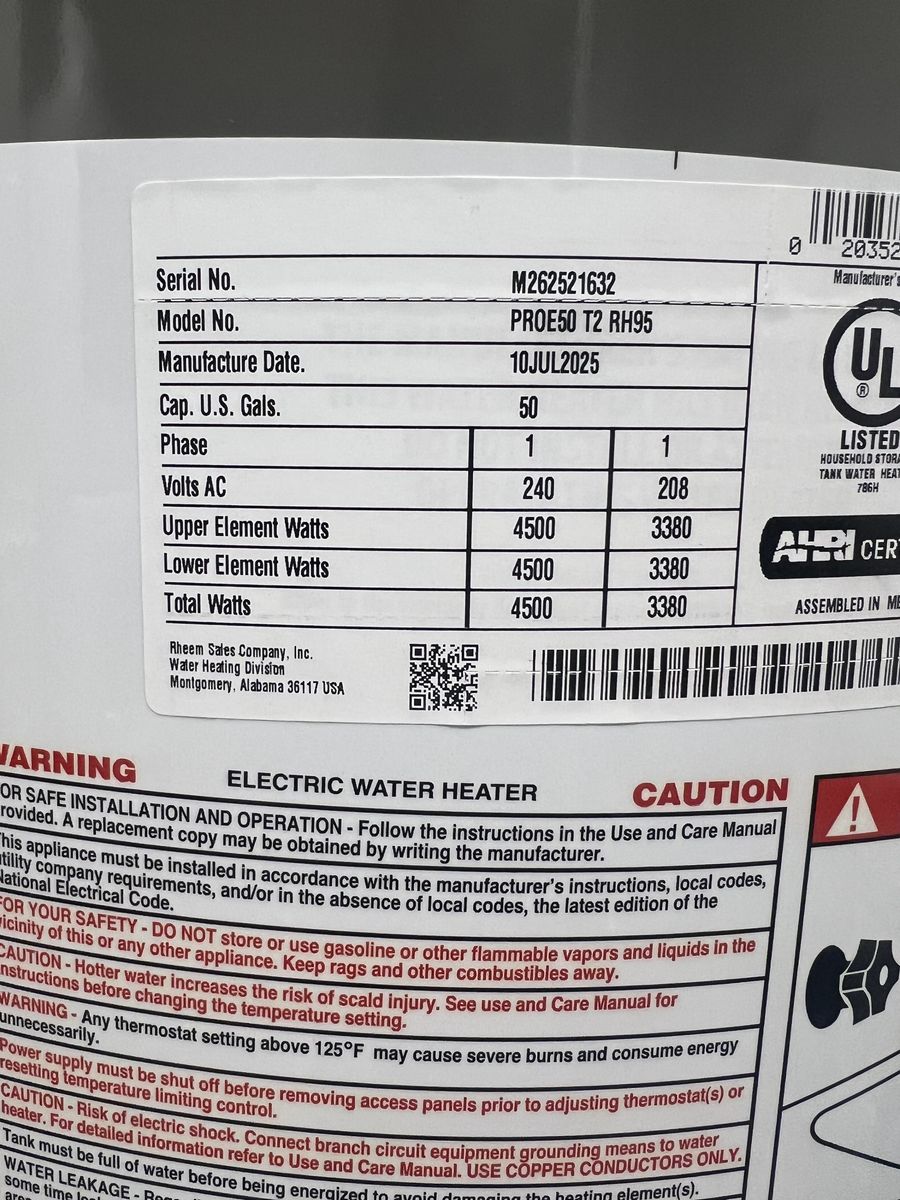 0 20352
Serial No. M262521632
Manufacturer's
Model No. PROE50 T2 RH95
Manufacture Date. 10JUL2025
Cap. U.S. Gals. 50
Phase 1 1
Volts AC 240 208
Upper Element Watts 4500 3380
Lower Element Watts 4500 3380
Total Watts 4500 3380
UL
®
LISTED
HOUSEHOLD
TANK WATER
786H
AHRI
ASSEMBLED IN
Rheem Sales Company, Inc.
Water Heating Division
Montgomery, Alabama 36117 USA
WARNING ELECTRIC WATER HEATER CAUTION
FOR SAFE INSTALLATION AND OPERATION - Follow the instructions in the Use and Care Manual
provided. A replacement copy may be obtained by writing the manufacturer.
This appliance must be installed in accordance with the manufacturer's instructions, local codes,
utility company requirements, and/or in the absence of local codes, the latest edition of the
National Electrical Code.
FOR YOUR SAFETY - DO NOT store or use gasoline or other flammable vapors and liquids in the
vicinity of this or any other appliance. Keep rags and other combustibles away.
CAUTION - Hotter water increases the risk of scald injury. See use and Care Manual for
instructions before changing the temperature setting.
WARNING - Any thermostat setting above 125°F may cause severe burns and consume energy
unnecessarily.
Power supply must be shut off before removing access panels prior to adjusting thermostat(s) or
resetting temperature limiting control.
CAUTION - Risk of electric shock. Connect branch circuit equipment grounding means to water
heater. For detailed information refer to Use and Care Manual. USE COPPER CONDUCTORS ONLY.
Tank must be full of water before being energized to avoid damaging the heating element(s).
WATER LEAKAGE -
some time